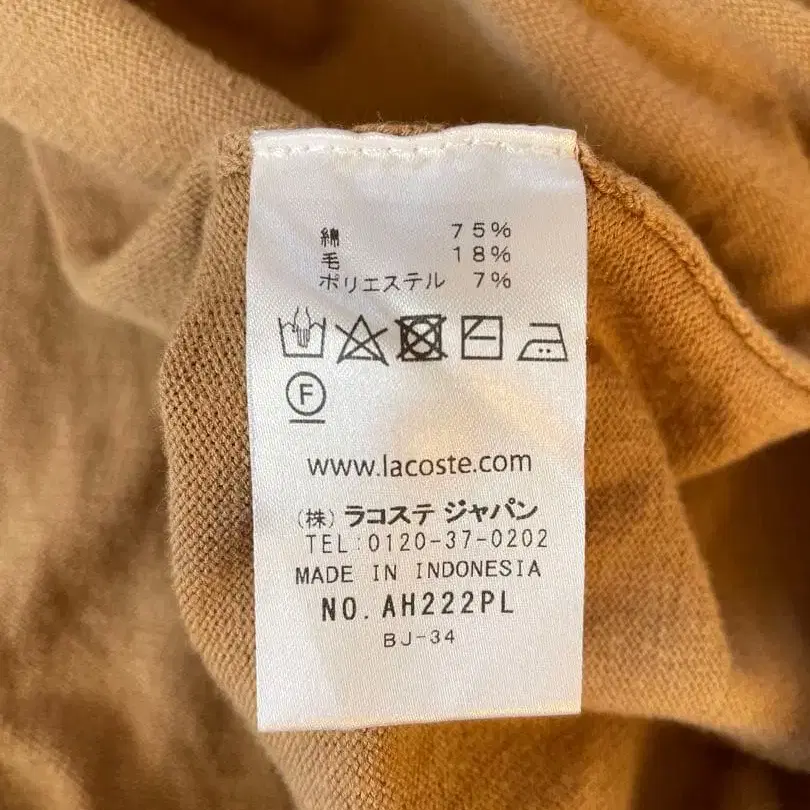 綿 75%
毛 18%
ポリエステル 7%
F
www.lacoste.com
(株) ラコステ ジャパン
TEL:0120-37-0202
MADE IN INDONESIA
NO. AH222PL
BJ-34